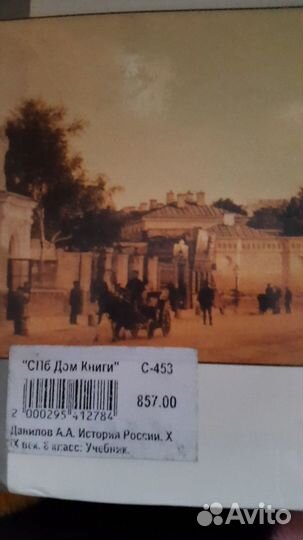 "СПб Дом Книги" С-453
857.00
2 000295 412784
Данилов А.А. История России. X
IX век. 8 класс: Учебник.
Avito